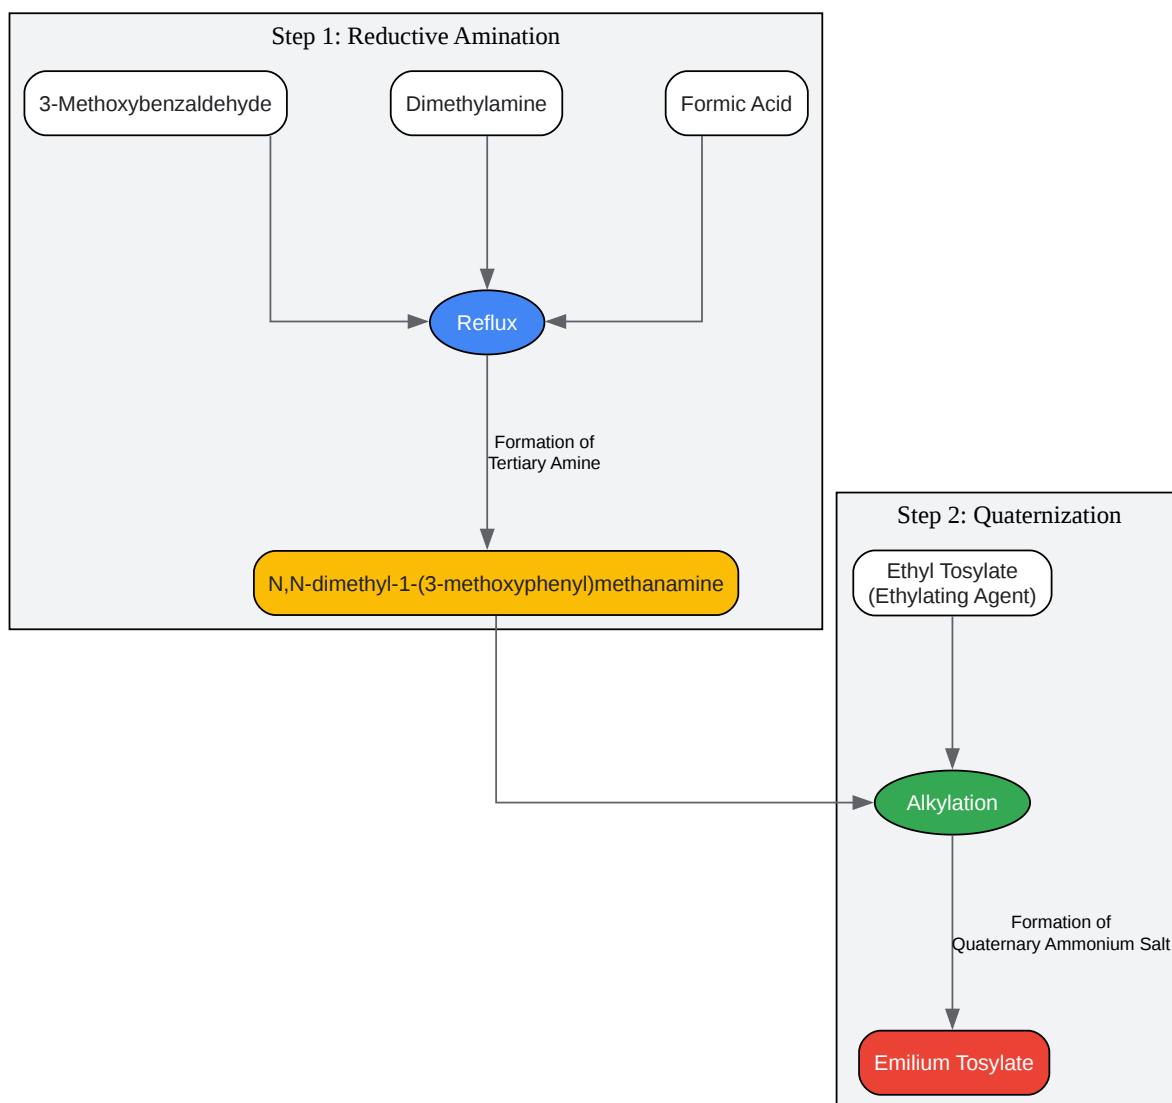 Step 1: Reductive Amination
3-Methoxybenzaldehyde
Dimethylamine
Formic Acid
Reflux
Formation of
Tertiary Amine
N,N-dimethyl-1-(3-methoxyphenyl)methanamine
Step 2: Quaternization
Ethyl Tosylate
(Ethylating Agent)
Alkylation
Formation of
Quaternary Ammonium Salt
Emilium Tosylate